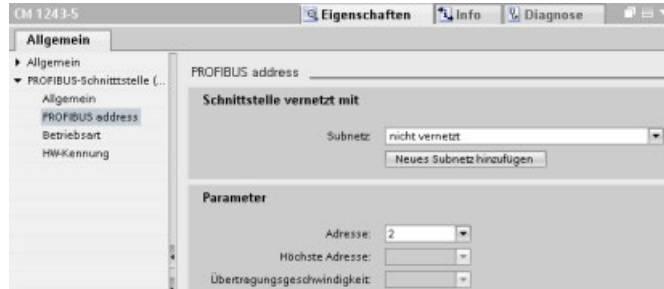 CM 1243-5
Eigenschaften
Info
Diagnose
Allgemein
Allgemein
PROFIBUS-Schnitttstelle (...
Allgemein
PROFIBUS address
Betriebsart
HW-Kennung
PROFIBUS address
Schnittstelle vernetzt mit
Subnetz: nicht vernetzt
Neues Subnetz hinzufügen
Parameter
Adresse: 2
Höchste Adresse:
Übertragungsgeschwindigkeit: